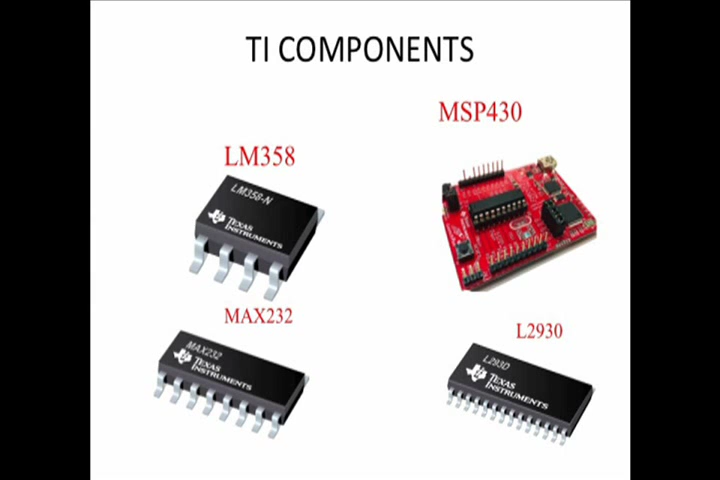 TI COMPONENTS
MSP430
LM358
LM358-N
TEXAS
INSTRUMENTS
MAX232
MAX232
TEXAS
INSTRUMENTS
L2930
L293D
TEXAS
INSTRUMENTS